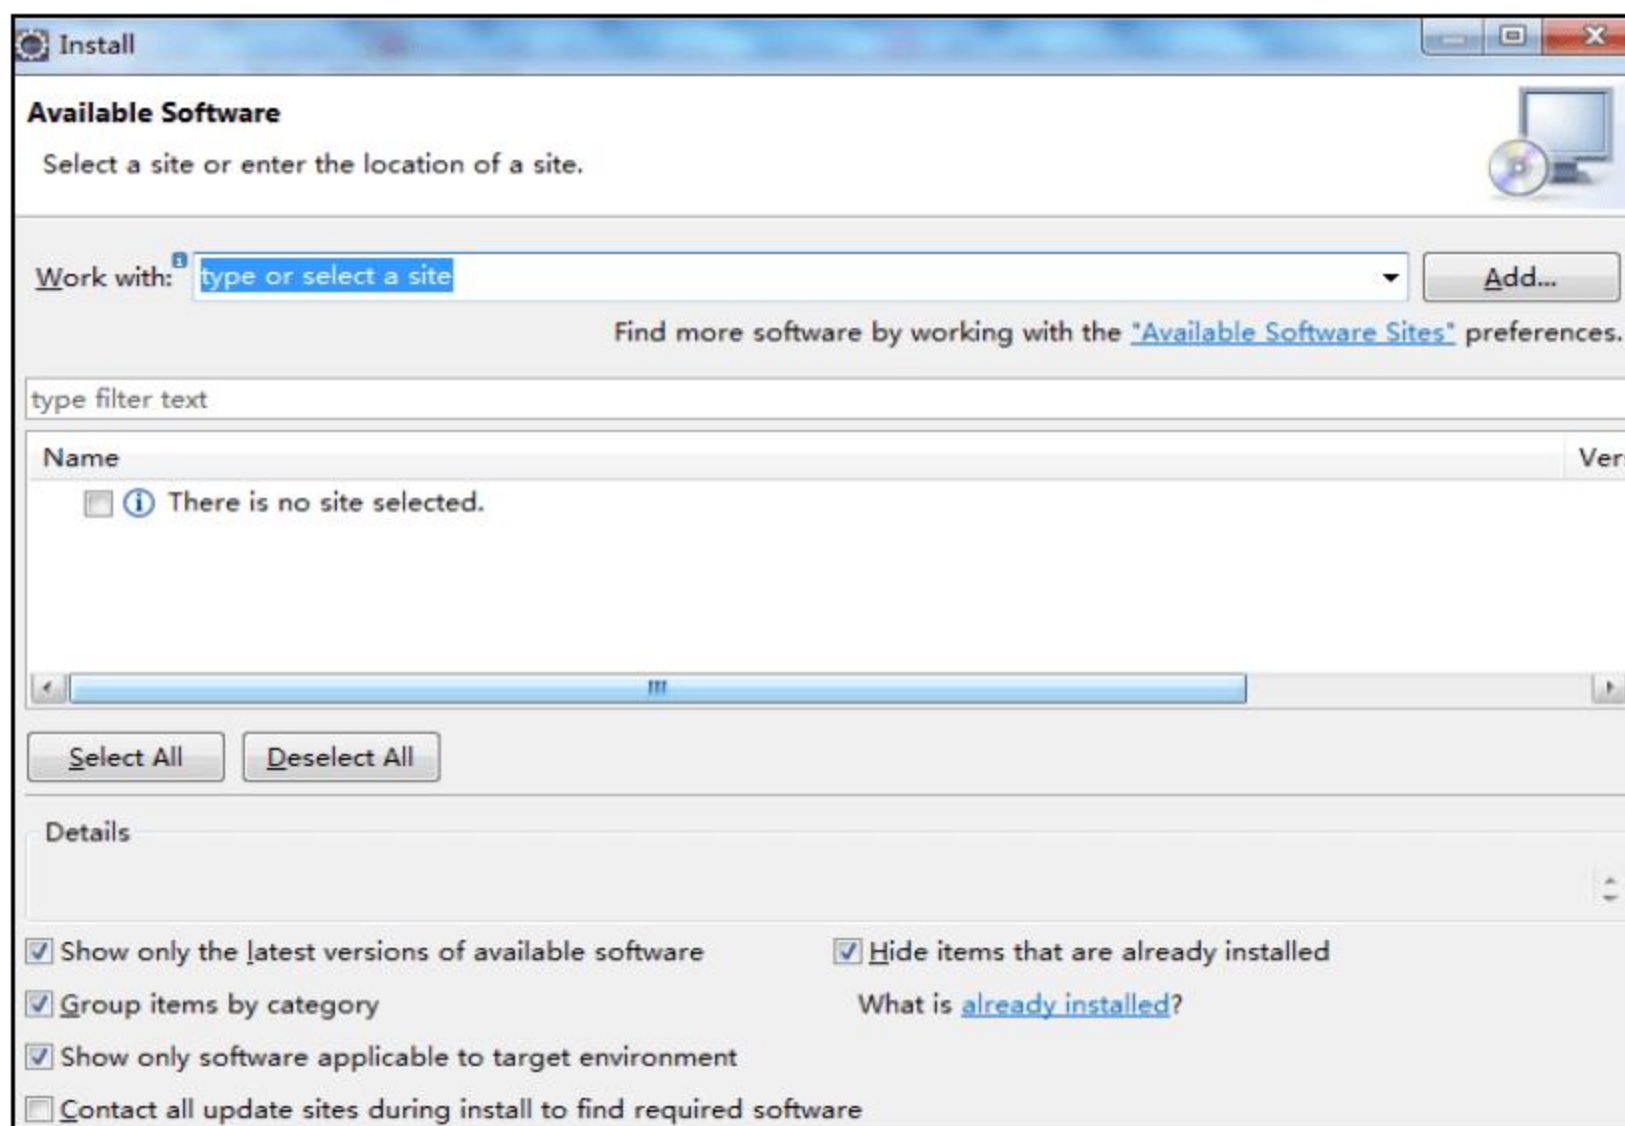 Install
Available Software
Select a site or enter the location of a site.
Work with: type or select a site Add...
Find more software by working with the "Available Software Sites" preferences.
type filter text
Name
There is no site selected.
Select All Deselect All
Details
Show only the latest versions of available software Hide items that are already installed
Group items by category What is already installed?
Show only software applicable to target environment
Contact all update sites during install to find required software